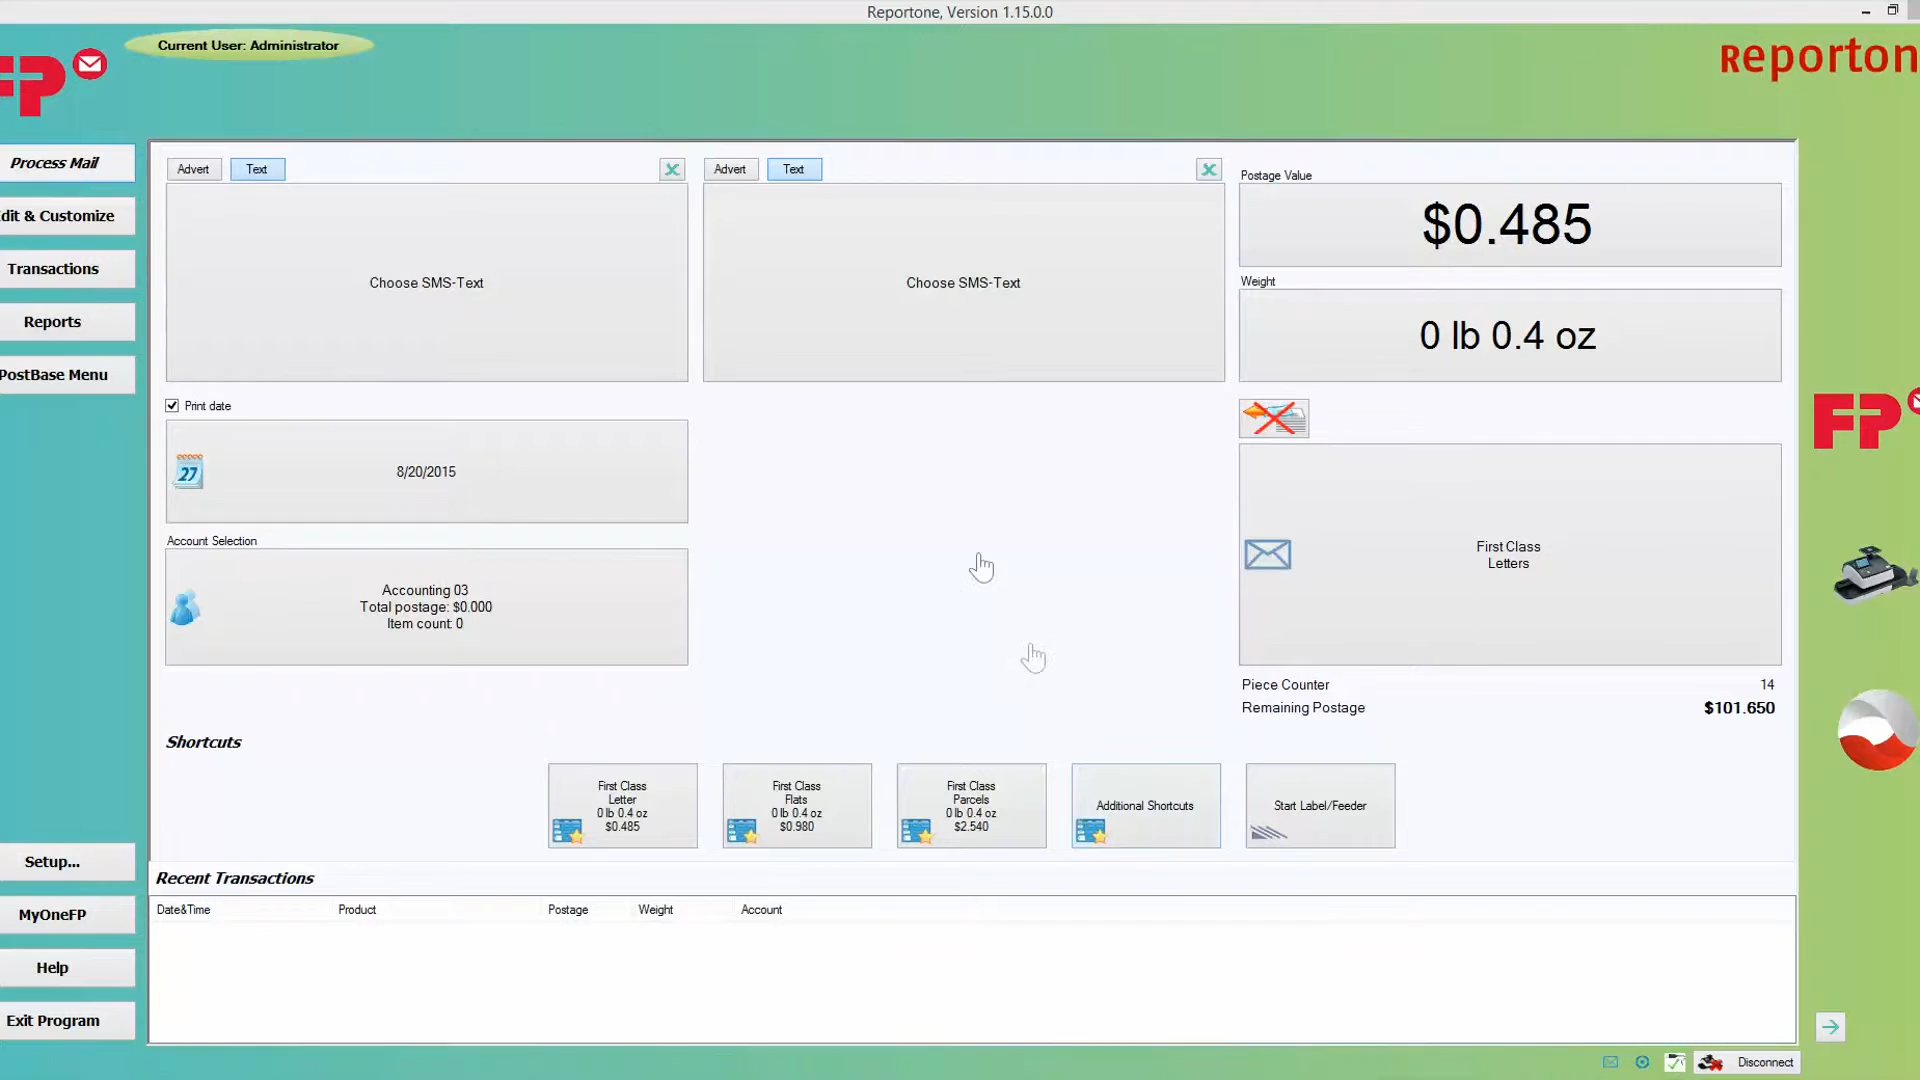 Reportone, Version 1.15.0.0
Current User: Administrator
FP
Reporton
Process Mail
dit & Customize
Transactions
Reports
PostBase Menu
Advert
Text
Advert
Text
Postage Value
Choose SMS-Text
Choose SMS-Text
$0.485
Weight
0 lb 0.4 oz
Print date
27
8/20/2015
Account Selection
Accounting 03
Total postage: $0.000
Item count: 0
First Class
Letters
FP
Piece Counter 14
Remaining Postage $101.650
Shortcuts
First Class
Letter
0 lb 0.4 oz
$0.485
First Class
Flats
0 lb 0.4 oz
$0.980
First Class
Parcels
0 lb 0.4 oz
$2.540
Additional Shortcuts
Start Label/Feeder
Setup...
MyOneFP
Help
Exit Program
Recent Transactions
Date&Time Product Postage Weight Account
Disconnect